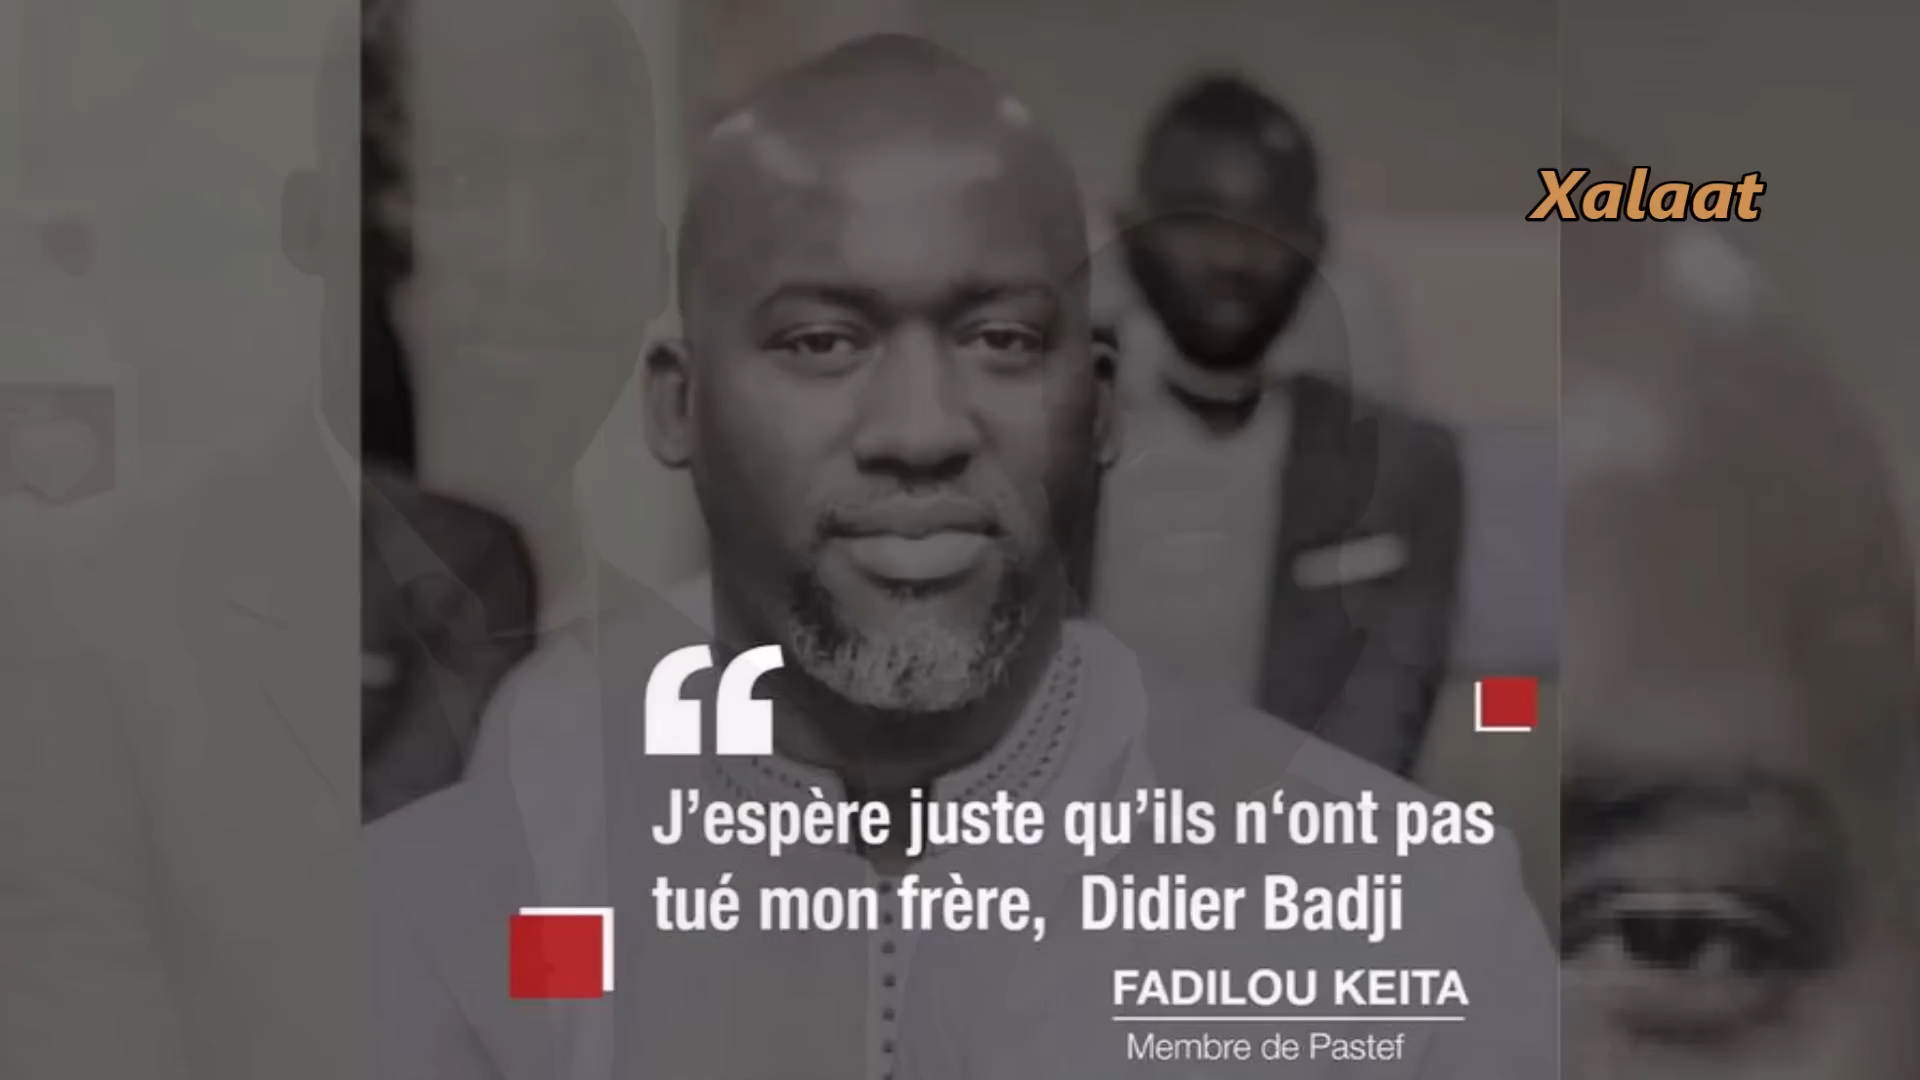 Xalaat
“
J’espère juste qu’ils n‘ont pas
tué mon frère, Didier Badji
FADILOU KEITA
Membre de Pastef